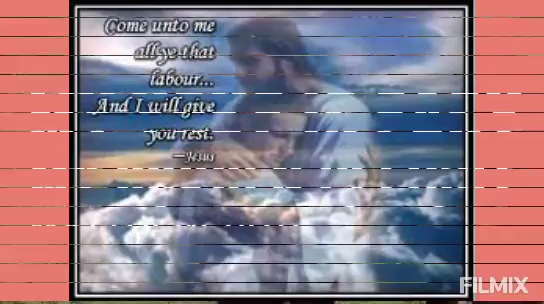 Come unto me
all ye that
labour...
And I will give
you rest.
—Jesus
FILMIX